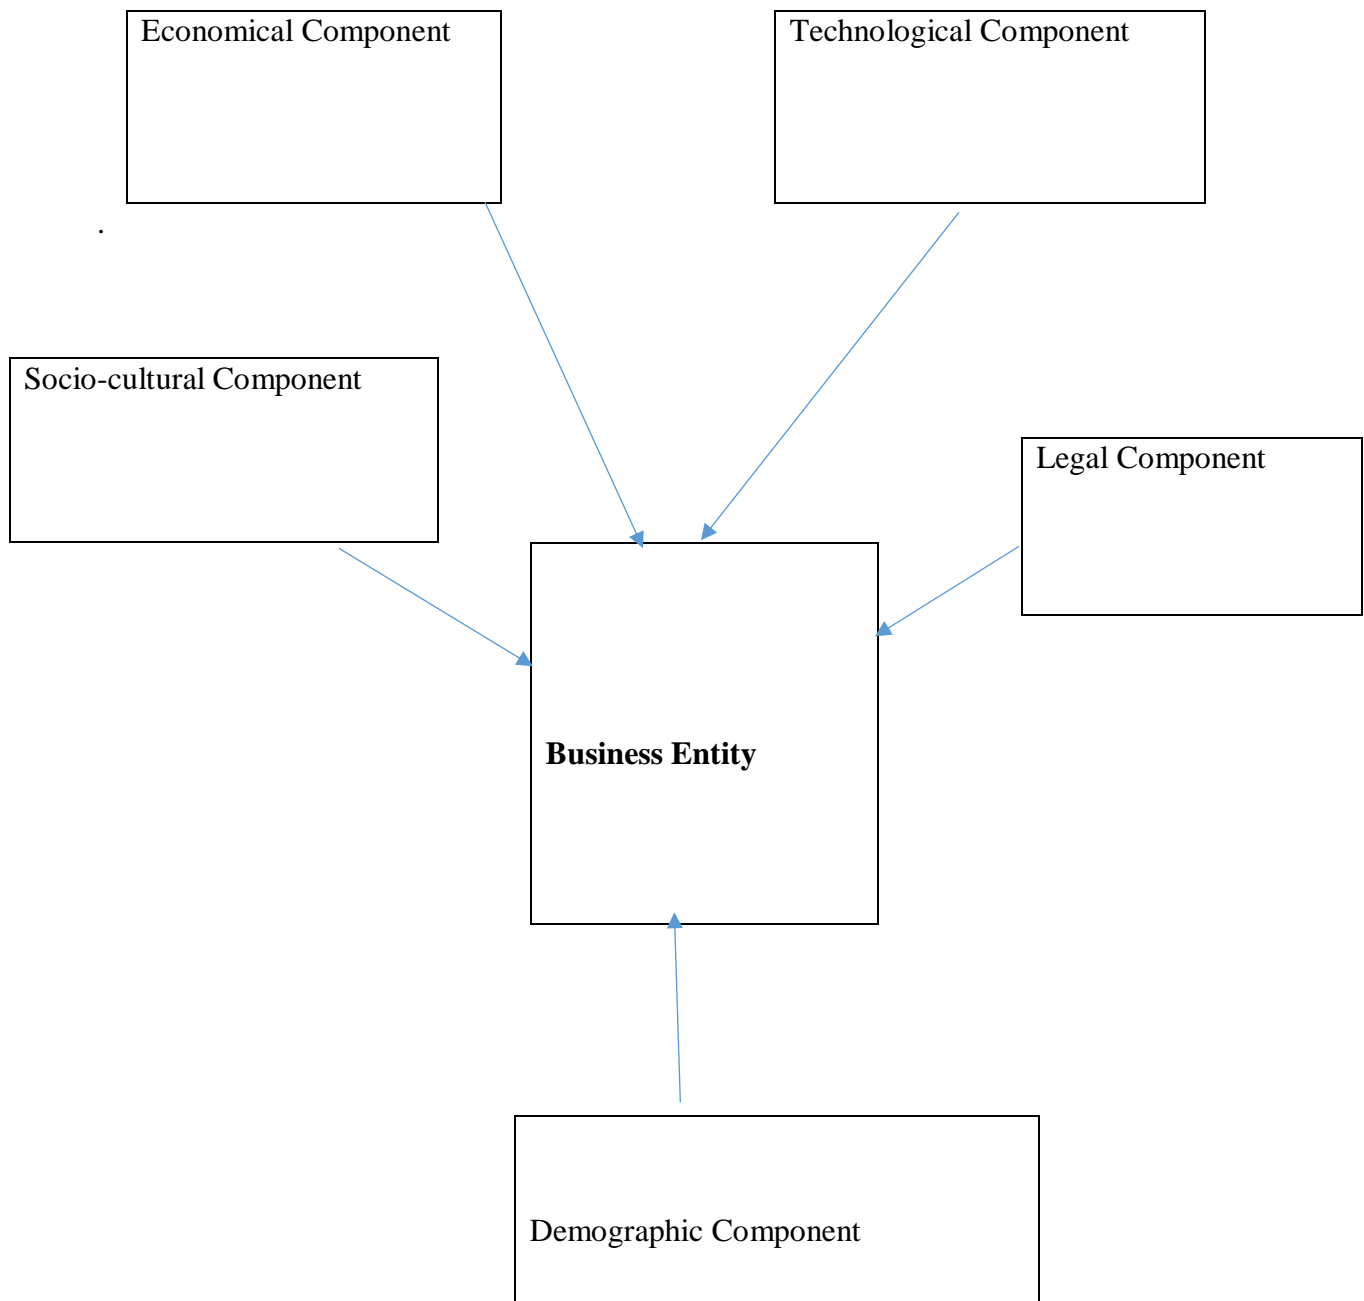 Economical Component
Technological Component
.
Socio-cultural Component
Legal Component
Business Entity
Demographic Component